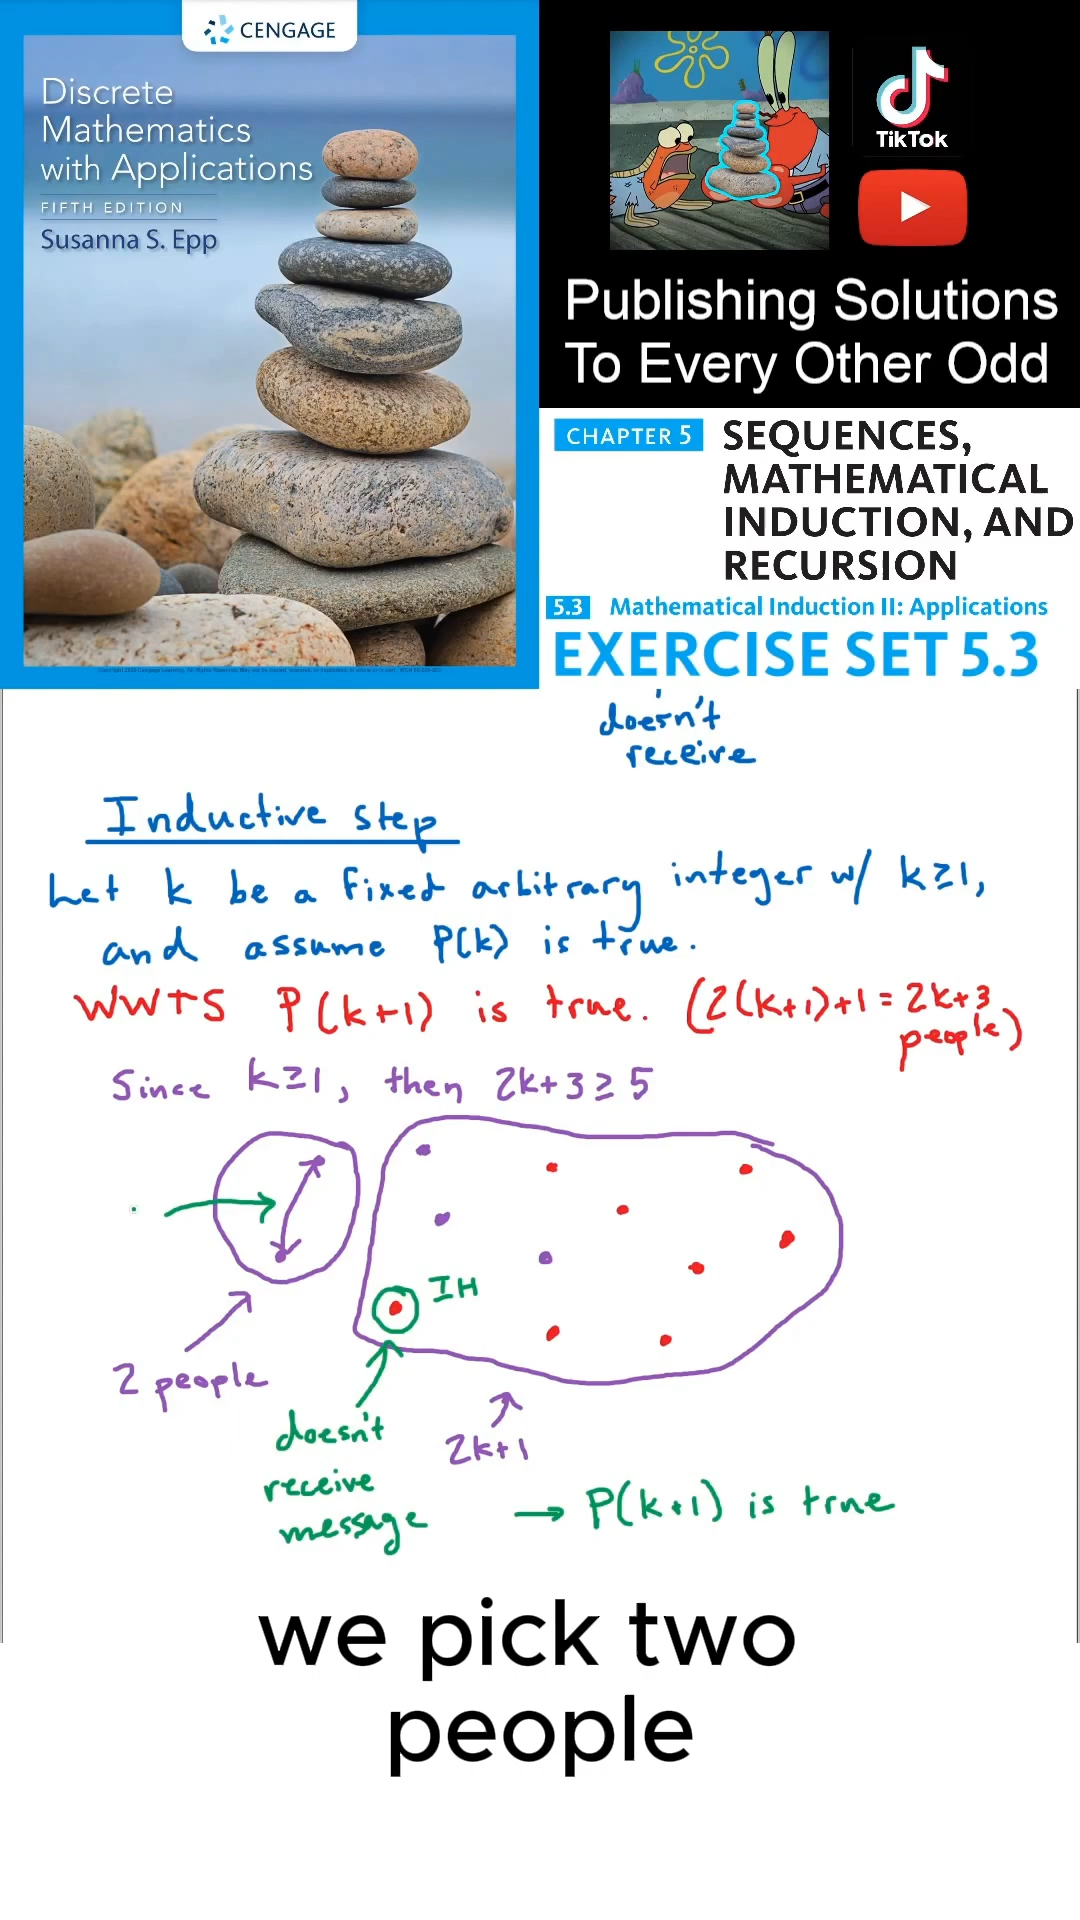 CENGAGE
Discrete
Mathematics
with Applications
FIFTH EDITION
Susanna S. Epp
TikTok
Publishing Solutions
To Every Other Odd
CHAPTER 5
SEQUENCES,
MATHEMATICAL
INDUCTION, AND
RECURSION
5.3 Mathematical Induction II: Applications
EXERCISE SET 5.3
doesn't
receive
Inductive step
Let k be a fixed arbitrary integer w/ k≥1,
and assume P(k) is true.
WWTS P(k+1) is true. (2(k+1)+1=2k+3
people)
Since k≥1, then 2k+3≥5
IH
2 people
doesn't
receive
message
2k+1
→ P(k+1) is true
we pick two
people